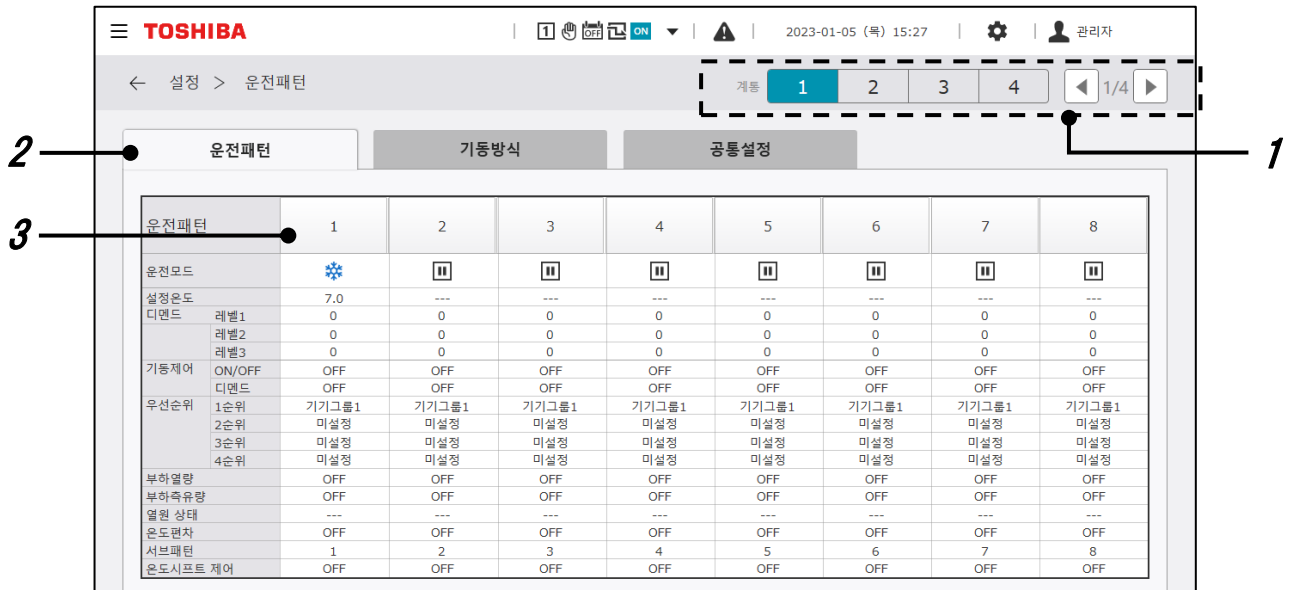 TOSHIBA 1 OFF ON 2023-01-05 (목) 15:27 관리자
← 설정 > 운전패턴 계통 1 2 3 4 1/4
1
2 운전패턴 기동방식 공통설정
3 운전패턴 1 2 3 4 5 6 7 8
운전모드
설정온도 7.0 --- --- --- --- --- --- ---
디멘드 레벨1 0 0 0 0 0 0 0 0
레벨2 0 0 0 0 0 0 0 0
레벨3 0 0 0 0 0 0 0 0
기동제어 ON/OFF OFF OFF OFF OFF OFF OFF OFF OFF
디멘드 OFF OFF OFF OFF OFF OFF OFF OFF
우선순위 1순위 기기그룹1 기기그룹1 기기그룹1 기기그룹1 기기그룹1 기기그룹1 기기그룹1 기기그룹1
2순위 미설정 미설정 미설정 미설정 미설정 미설정 미설정 미설정
3순위 미설정 미설정 미설정 미설정 미설정 미설정 미설정 미설정
4순위 미설정 미설정 미설정 미설정 미설정 미설정 미설정 미설정
부하열량 OFF OFF OFF OFF OFF OFF OFF OFF
부하측유량 OFF OFF OFF OFF OFF OFF OFF OFF
열원 상태 --- --- --- --- --- --- --- ---
온도편차 OFF OFF OFF OFF OFF OFF OFF OFF
서브패턴 1 2 3 4 5 6 7 8
온도시프트 제어 OFF OFF OFF OFF OFF OFF OFF OFF